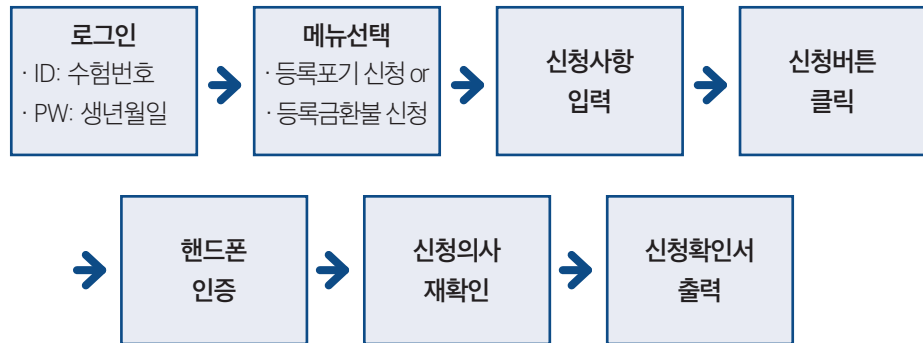 로그인
· ID: 수험번호
· PW: 생년월일
메뉴선택
· 등록포기 신청 or
· 등록금환불 신청
신청사항
입력
신청버튼
클릭
핸드폰
인증
신청의사
재확인
신청확인서
출력